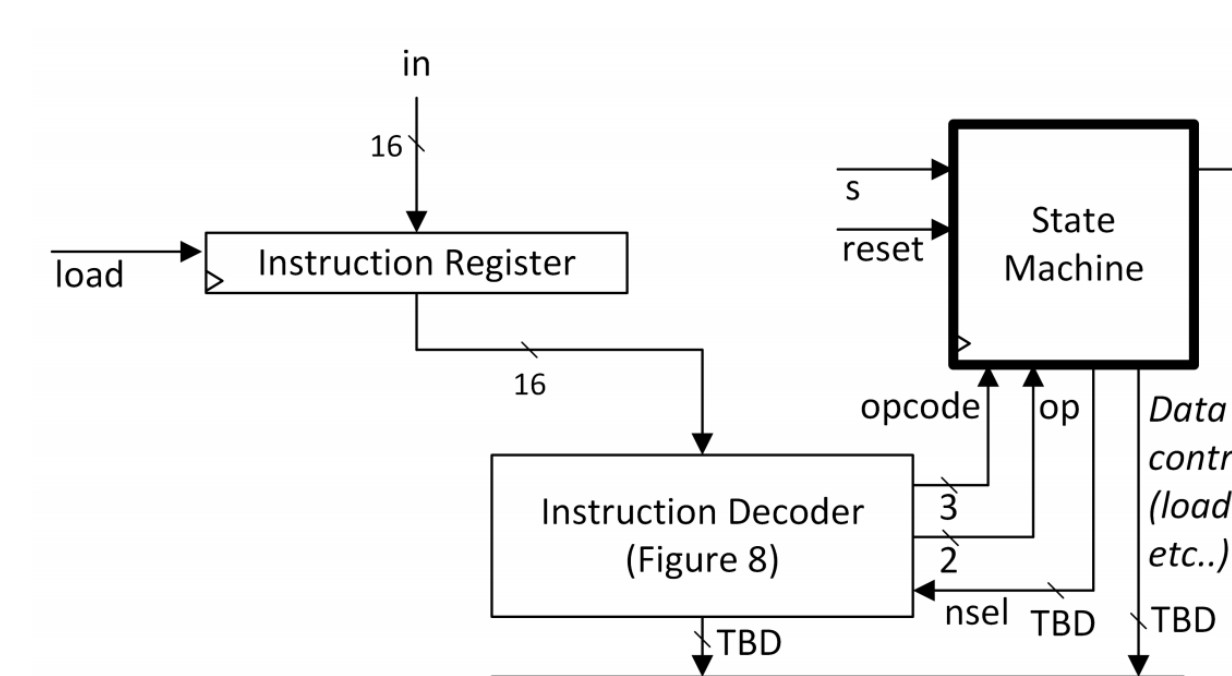 in
16
s
State
Machine
reset
Instruction Register
load
16
opcode
op
Data
contr
(load
etc..)
3
Instruction Decoder
(Figure 8)
2
nsel
TBD
TBD
TBD